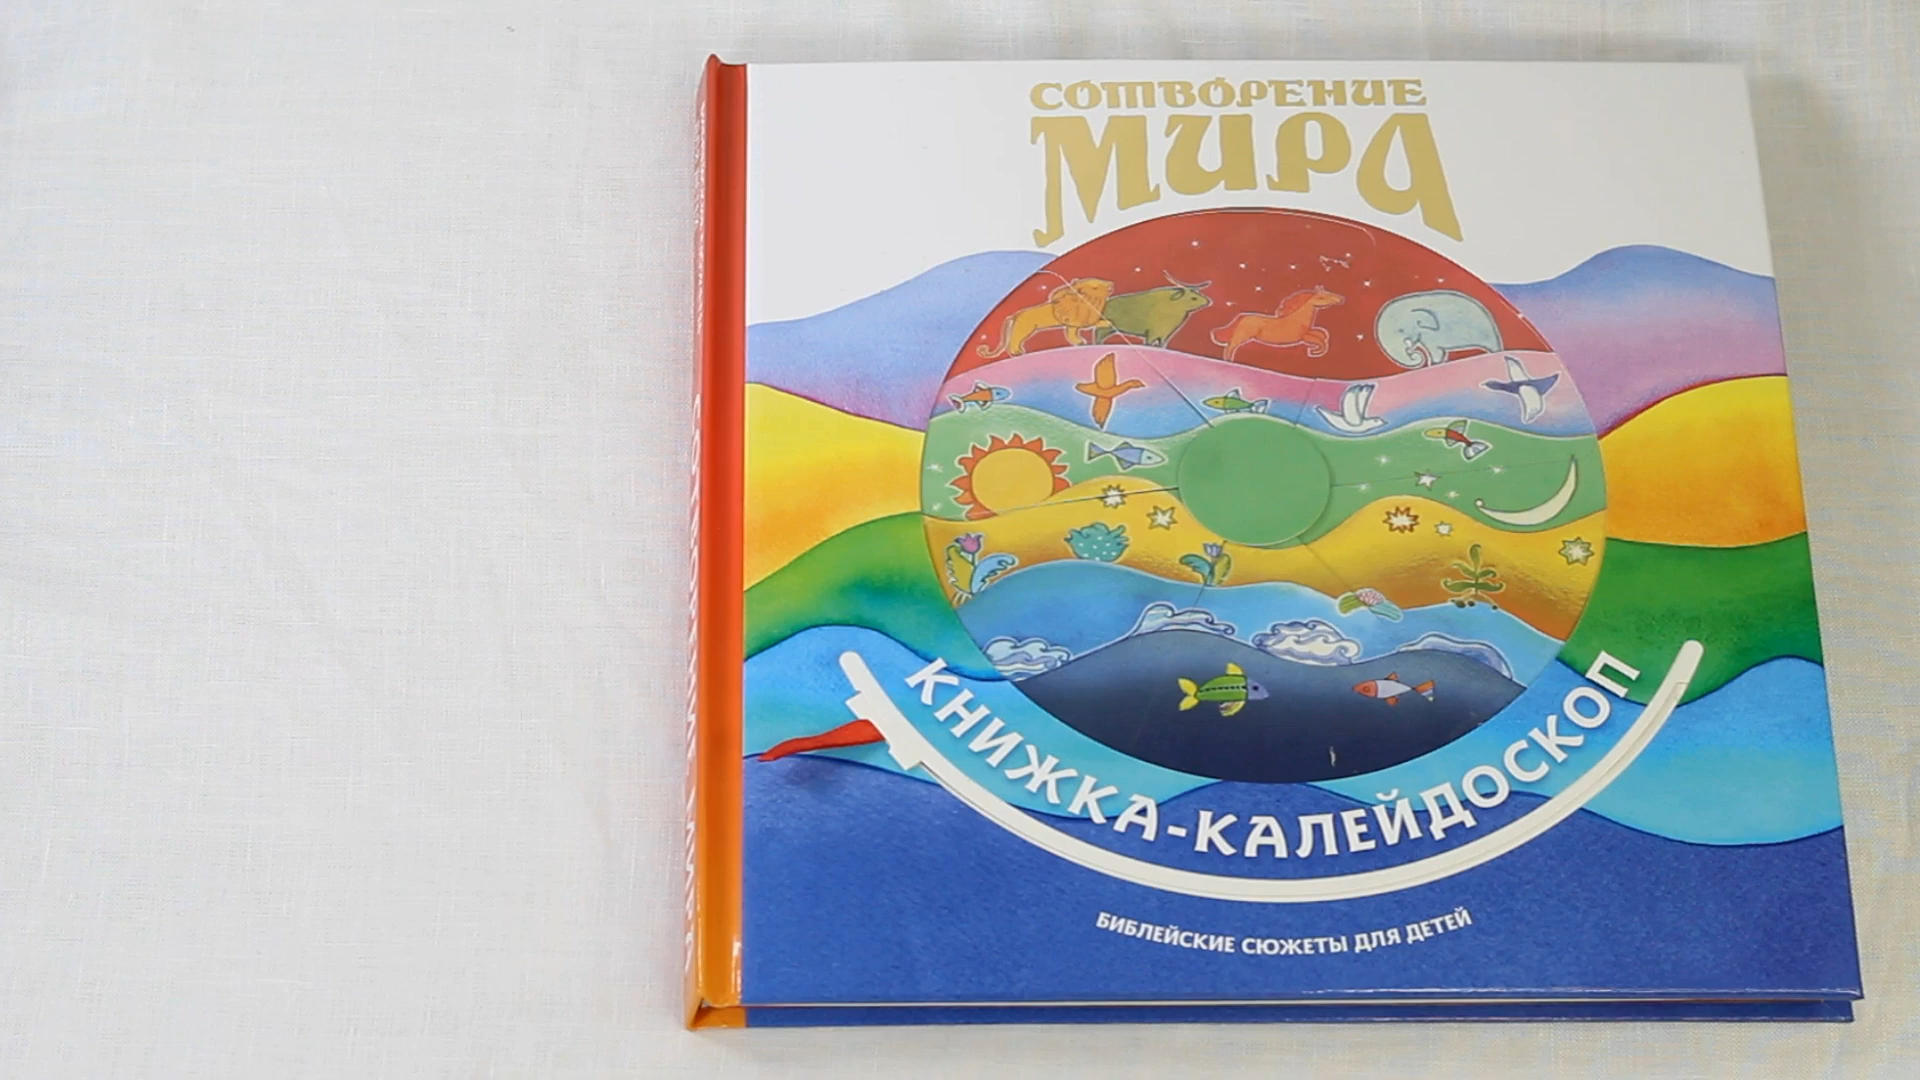 СОТВОРЕНИЕ
МИРА
КНИЖКА-КАЛЕЙДОСКОП
БИБЛЕЙСКИЕ СЮЖЕТЫ ДЛЯ ДЕТЕЙ